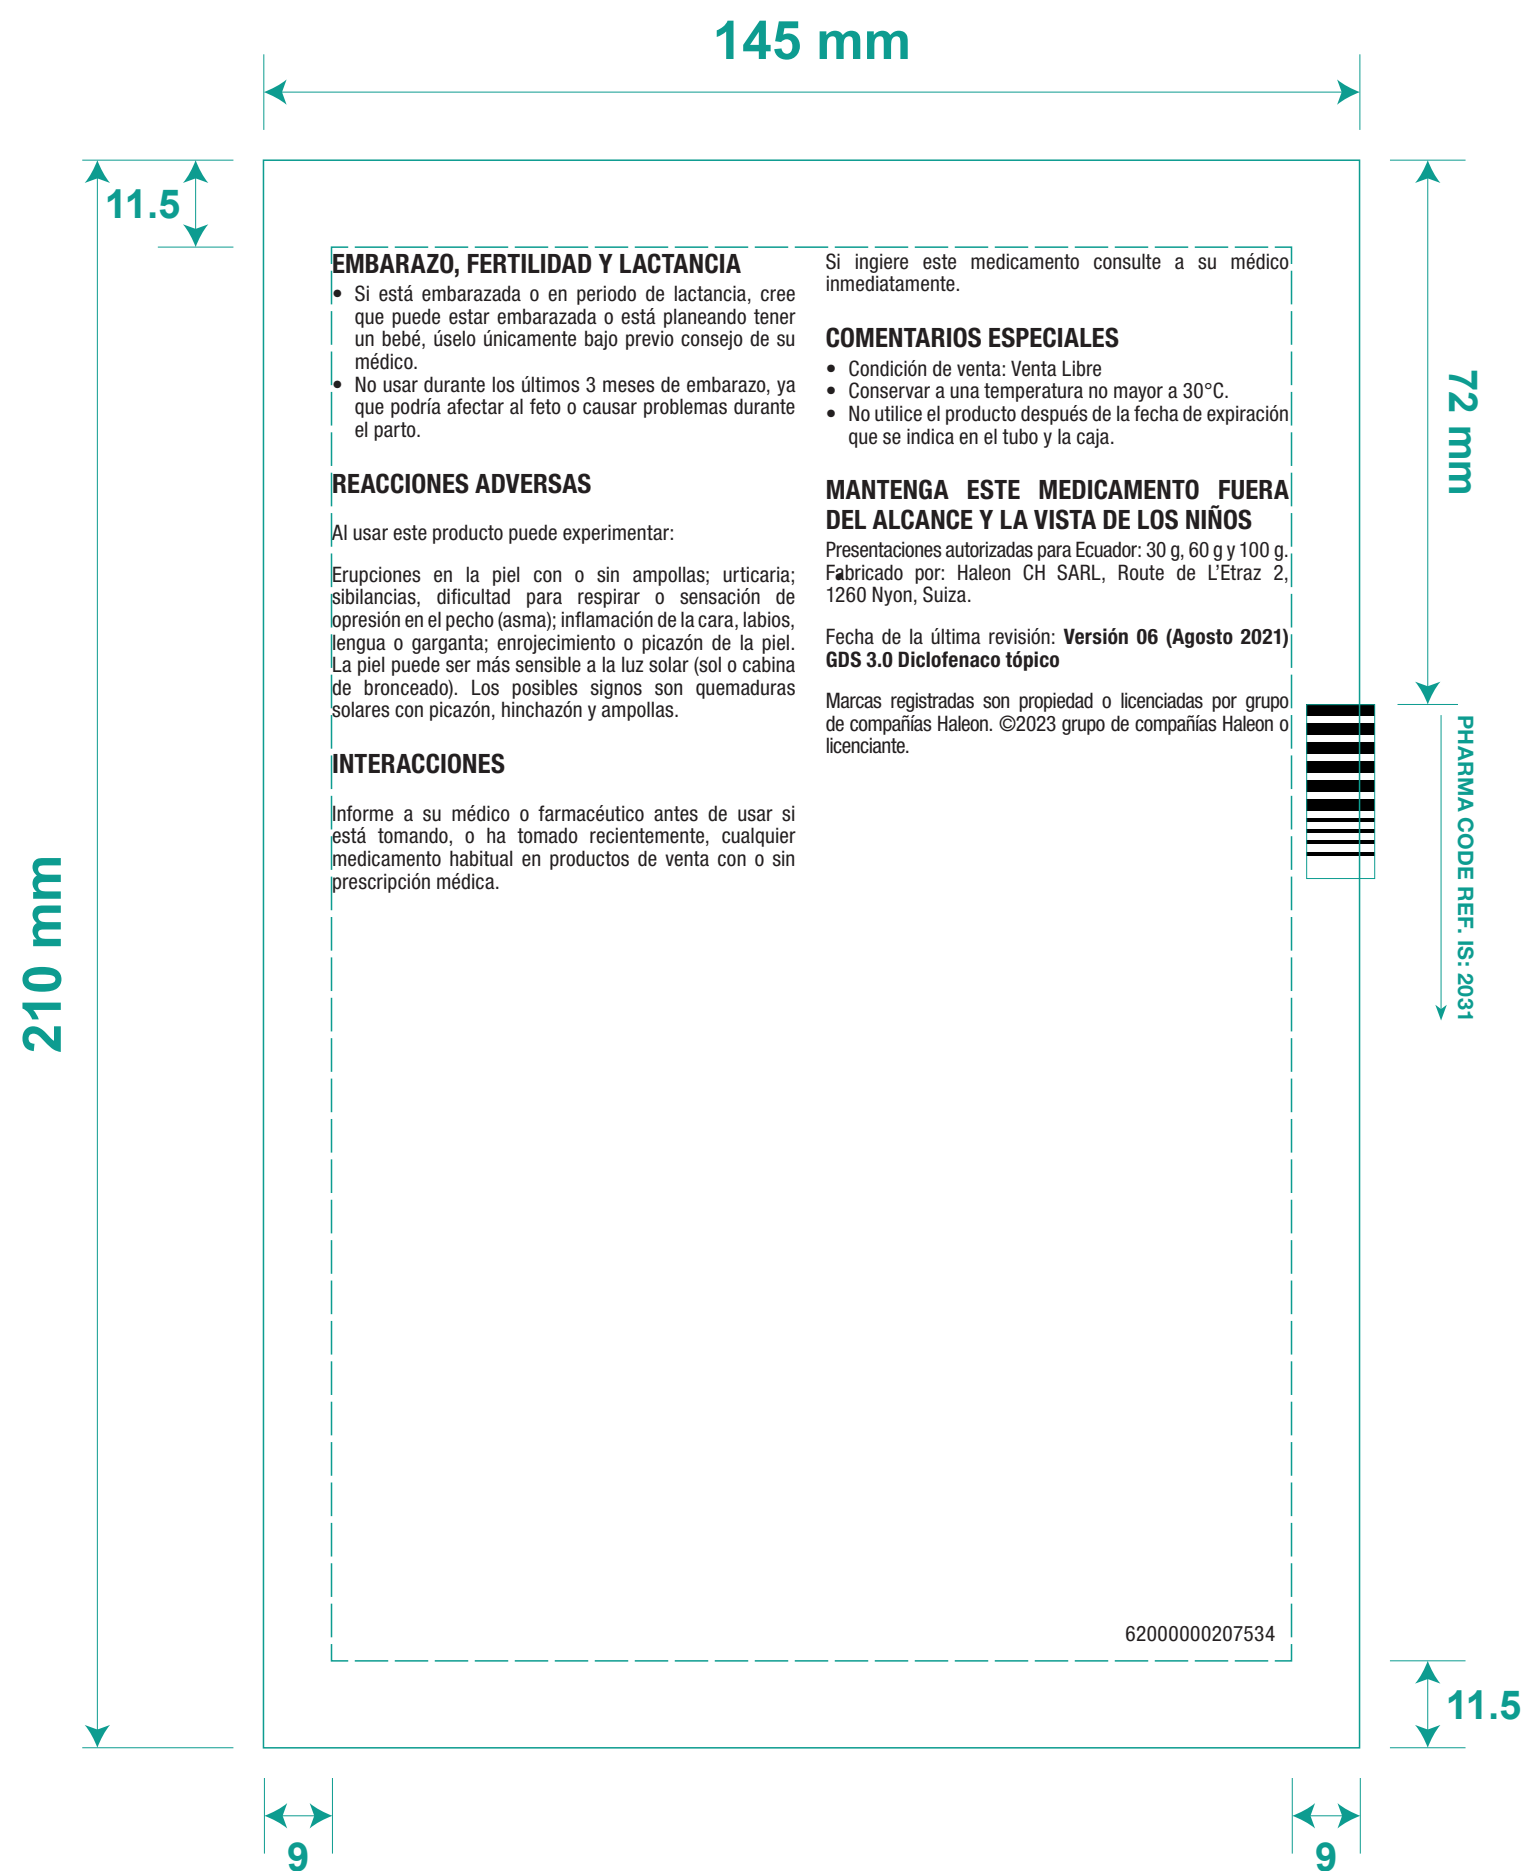 145 mm
11.5
EMBARAZO, FERTILIDAD Y LACTANCIA
• Si está embarazada o en periodo de lactancia, cree
que puede estar embarazada o está planeando tener
un bebé, úselo únicamente bajo previo consejo de su
médico.
• No usar durante los últimos 3 meses de embarazo, ya
que podría afectar al feto o causar problemas durante
el parto.
REACCIONES ADVERSAS
Al usar este producto puede experimentar:
Erupciones en la piel con o sin ampollas; urticaria;
sibilancias, dificultad para respirar o sensación de
opresión en el pecho (asma); inflamación de la cara, labios,
lengua o garganta; enrojecimiento o picazón de la piel.
La piel puede ser más sensible a la luz solar (sol o cabina
de bronceado). Los posibles signos son quemaduras
solares con picazón, hinchazón y ampollas.
INTERACCIONES
Informe a su médico o farmacéutico antes de usar si
está tomando, o ha tomado recientemente, cualquier
medicamento habitual en productos de venta con o sin
prescripción médica.
Si ingiere este medicamento consulte a su médico
inmediatamente.
COMENTARIOS ESPECIALES
• Condición de venta: Venta Libre
• Conservar a una temperatura no mayor a 30°C.
• No utilice el producto después de la fecha de expiración
que se indica en el tubo y la caja.
MANTENGA ESTE MEDICAMENTO FUERA
DEL ALCANCE Y LA VISTA DE LOS NIÑOS
Presentaciones autorizadas para Ecuador: 30 g, 60 g y 100 g.
Fabricado por: Haleon CH SARL, Route de L'Etraz 2,
1260 Nyon, Suiza.
Fecha de la última revisión: Versión 06 (Agosto 2021)
GDS 3.0 Diclofenaco tópico
Marcas registradas son propiedad o licenciadas por grupo
de compañías Haleon. ©2023 grupo de compañías Haleon o
licenciante.
72 mm
PHARMA CODE REF. IS: 2031
210 mm
62000000207534
11.5
9
9